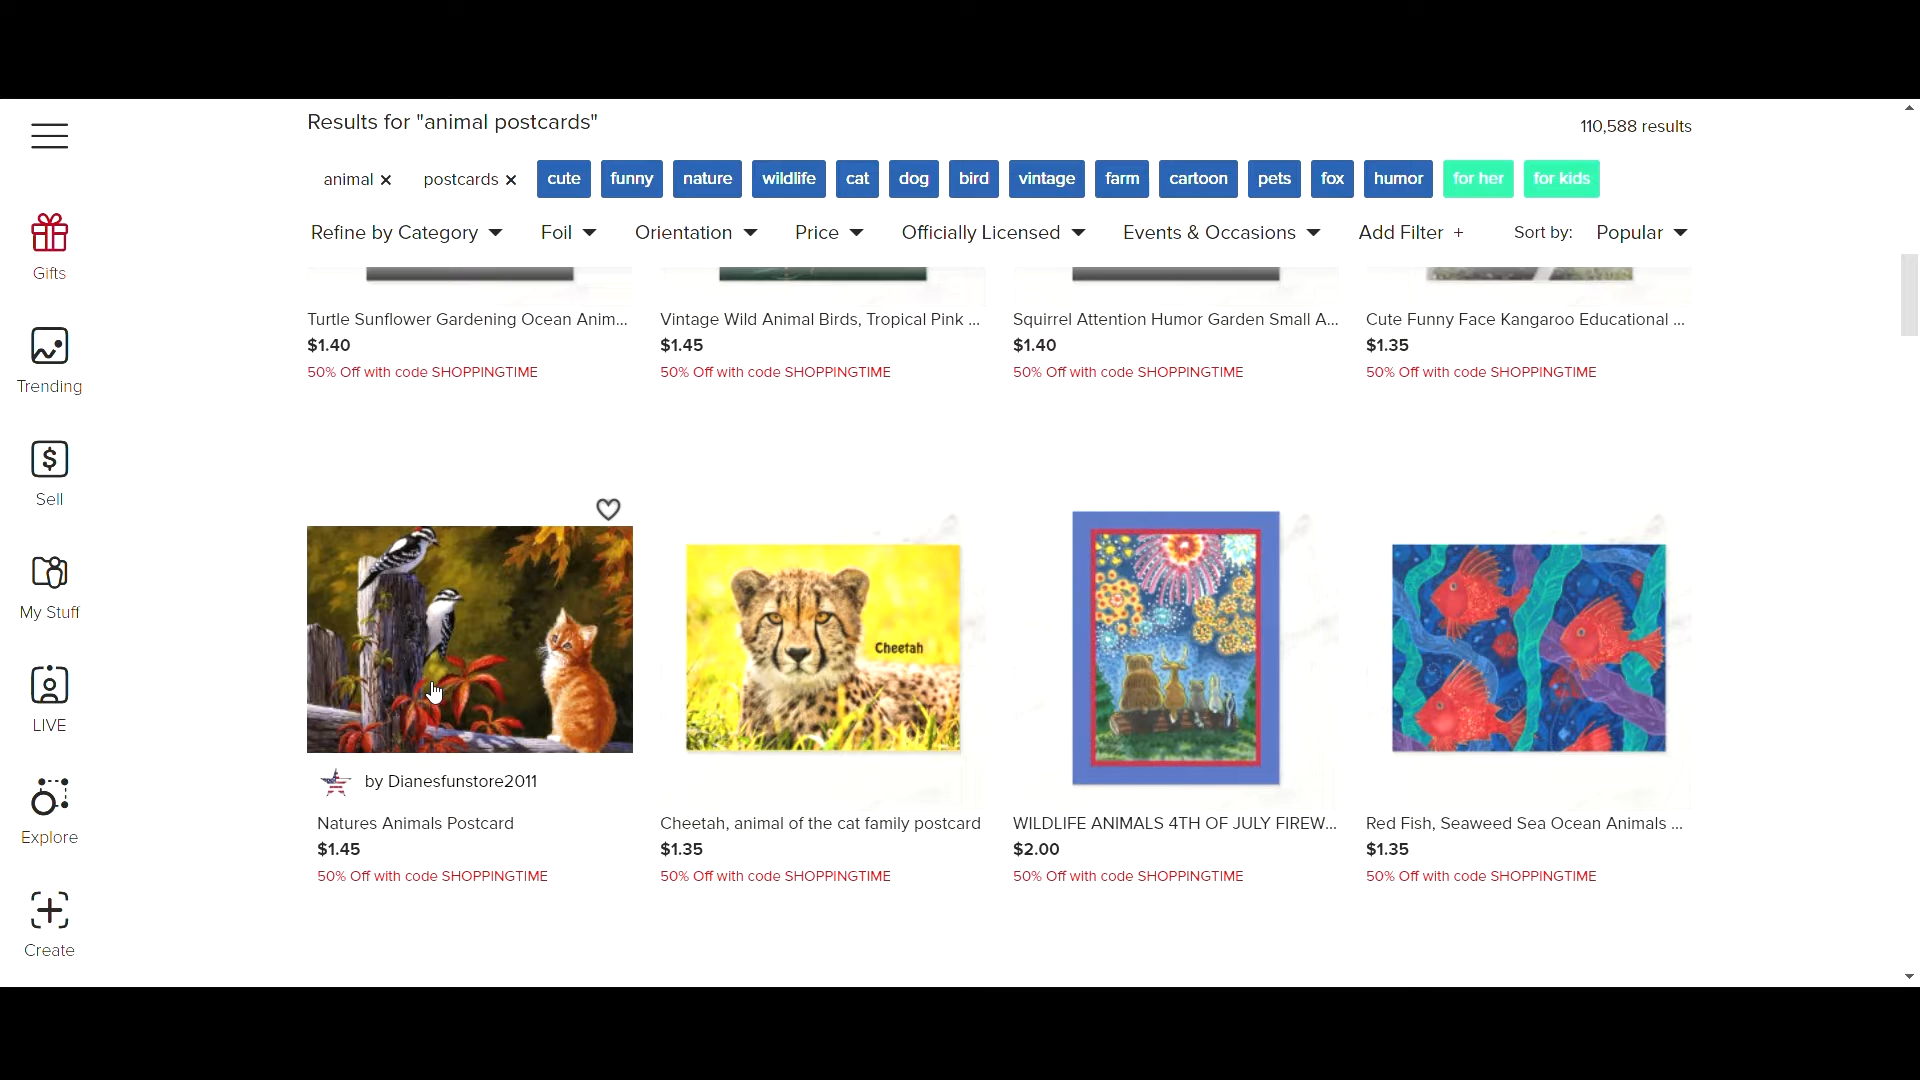 Results for "animal postcards"
110,588 results
animal × postcards × cute funny nature wildlife cat dog bird vintage farm cartoon pets fox humor for her for kids
Refine by Category Foil Orientation Price Officially Licensed Events & Occasions Add Filter + Sort by: Popular
Gifts
Trending
Sell
My Stuff
LIVE
Explore
Create
Turtle Sunflower Gardening Ocean Anim...
$1.40
50% Off with code SHOPPINGTIME
Vintage Wild Animal Birds, Tropical Pink ...
$1.45
50% Off with code SHOPPINGTIME
Squirrel Attention Humor Garden Small A...
$1.40
50% Off with code SHOPPINGTIME
Cute Funny Face Kangaroo Educational ...
$1.35
50% Off with code SHOPPINGTIME
by Dianesfunstore2011
Natures Animals Postcard
$1.45
50% Off with code SHOPPINGTIME
Cheetah
Cheetah, animal of the cat family postcard
$1.35
50% Off with code SHOPPINGTIME
WILDLIFE ANIMALS 4TH OF JULY FIREW...
$2.00
50% Off with code SHOPPINGTIME
Red Fish, Seaweed Sea Ocean Animals ...
$1.35
50% Off with code SHOPPINGTIME